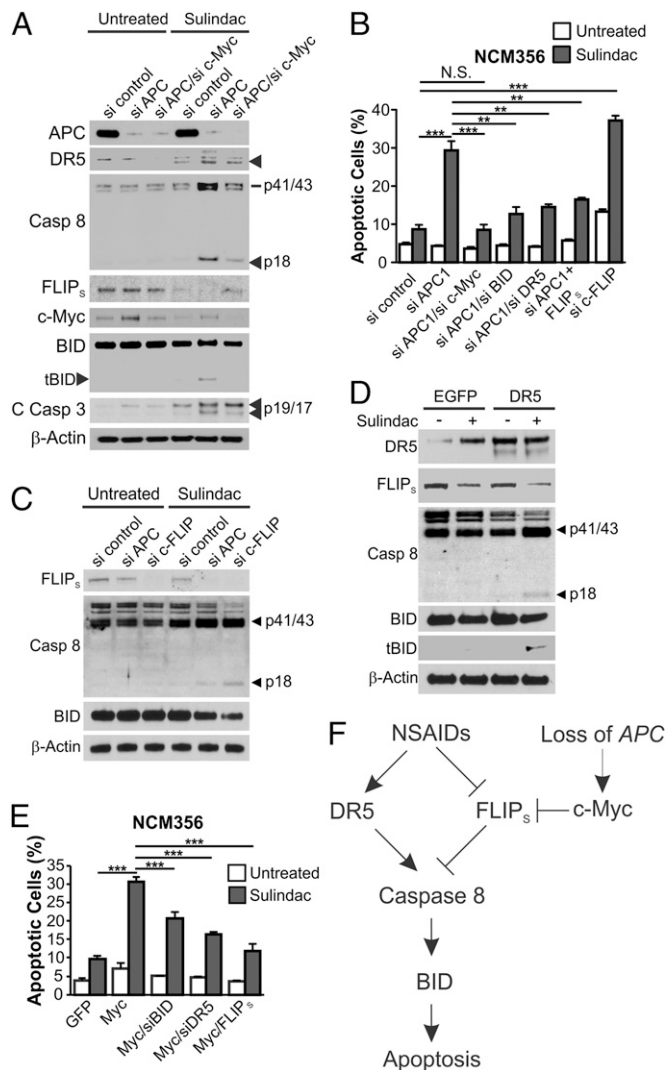 A
Untreated Sulindac
si control
si APC
si APC/si c-Myc
si control
si APC
si APC/si c-Myc
APC
DR5
Casp 8
p41/43
p18
FLIPs
c-Myc
BID
tBID
C Casp 3
p19/17
β-Actin
B
Untreated
Sulindac
NCM356
N.S.
***
**
**
**
*** ***
Apoptotic Cells (%)
40
30
20
10
0
si control
si APC1
si APC1/si c-Myc
si APC1/si BID
si APC1/si DR5
si APC1+
FLIPs
si c-FLIP
C
Untreated Sulindac
si control
si APC
si c-FLIP
si control
si APC
si c-FLIP
FLIPs
Casp 8
p41/43
p18
BID
β-Actin
D
EGFP DR5
Sulindac - + - +
DR5
FLIPs
Casp 8
p41/43
p18
BID
tBID
β-Actin
E
NCM356
Untreated
Sulindac
***
***
*** ***
Apoptotic Cells (%)
35
30
25
20
15
10
5
0
GFP
Myc
Myc/siBID
Myc/siDR5
Myc/FLIPs
F
NSAIDs
Loss of APC
DR5
FLIPs
c-Myc
Caspase 8
BID
Apoptosis